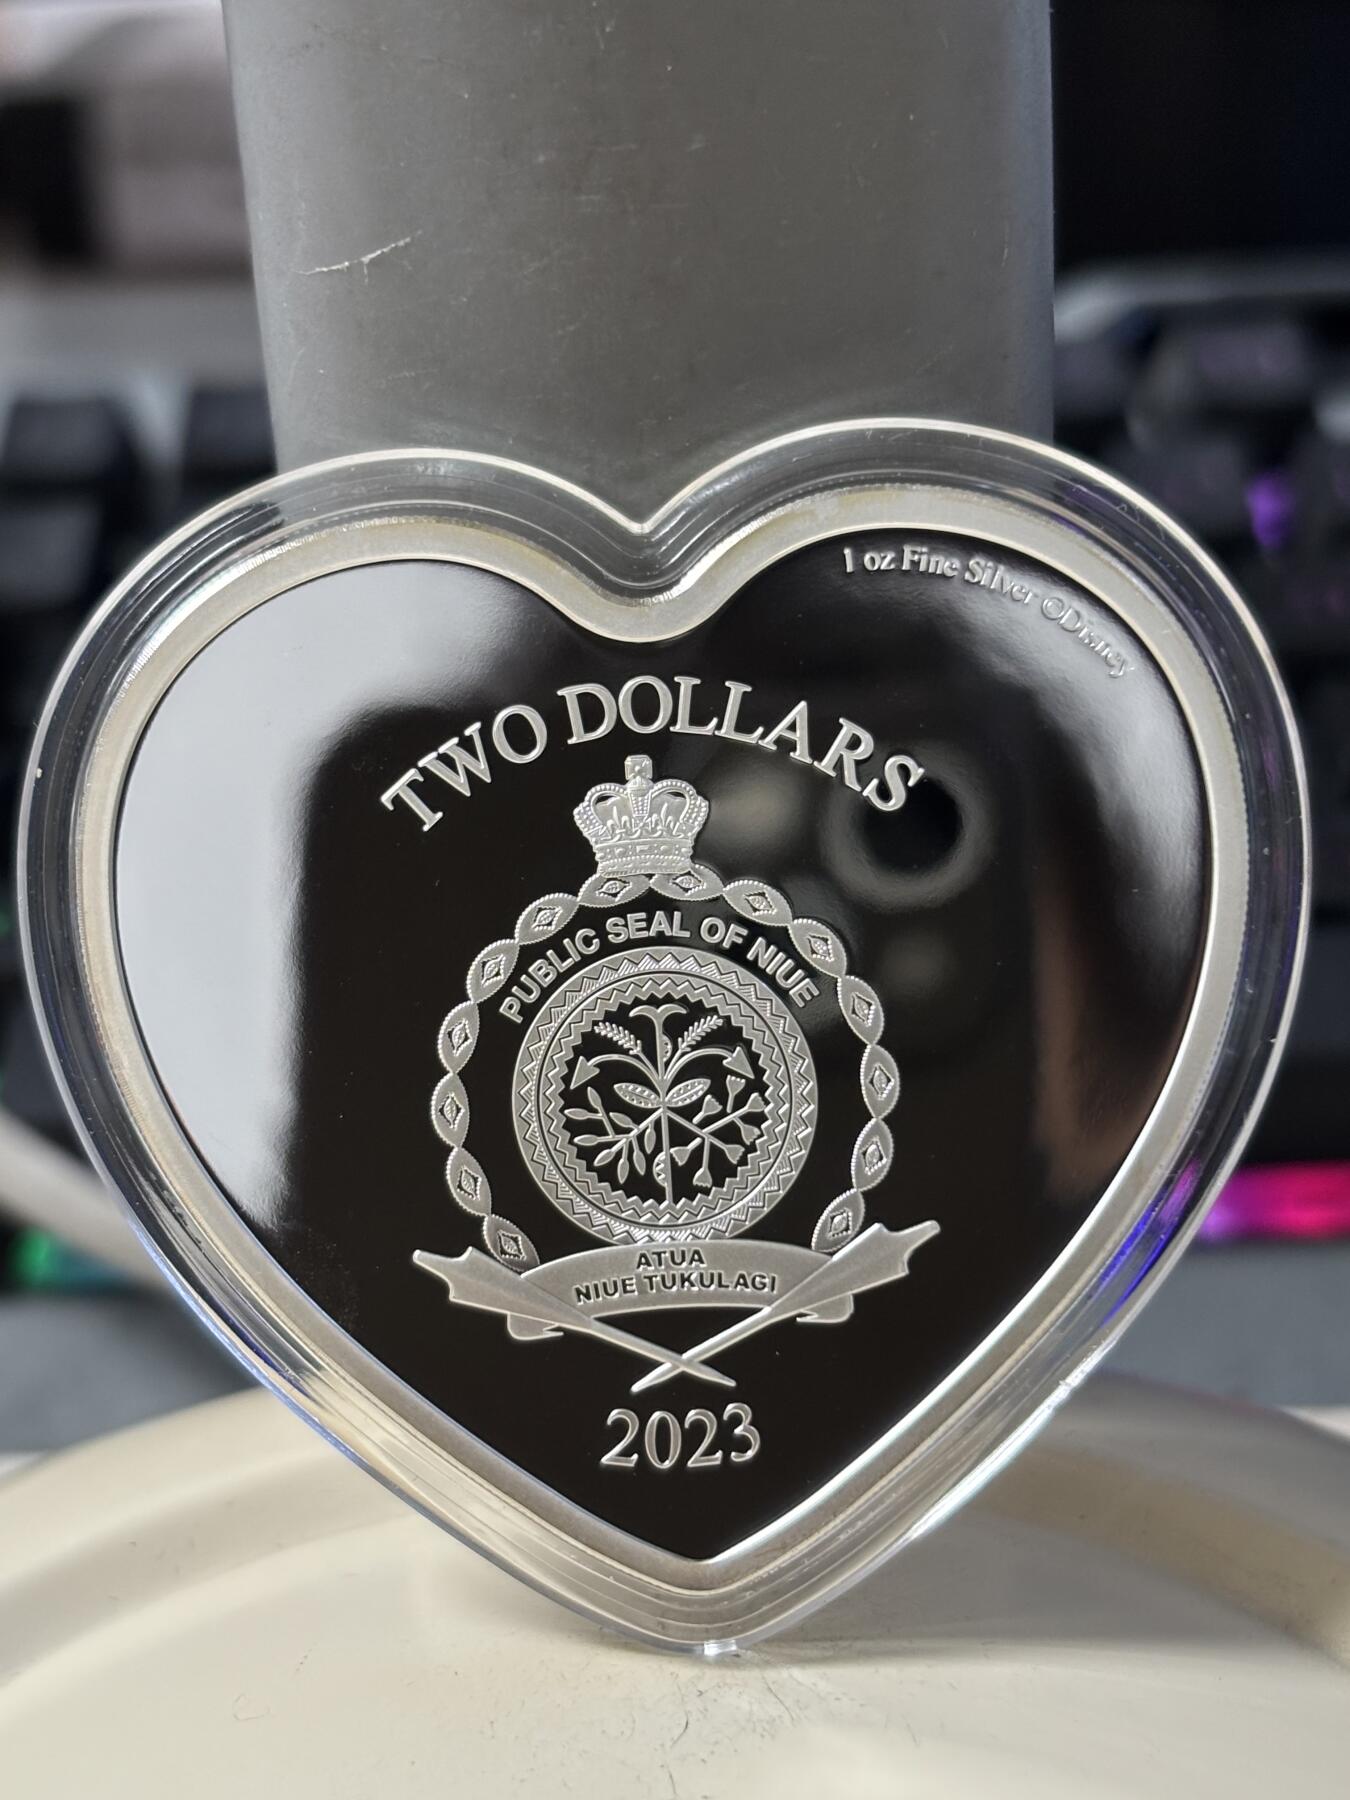 1 oz Fine Silver ©Disney
TWO DOLLARS
PUBLIC SEAL OF NIUE
ATUA
NIUE TUKULAGI
2023